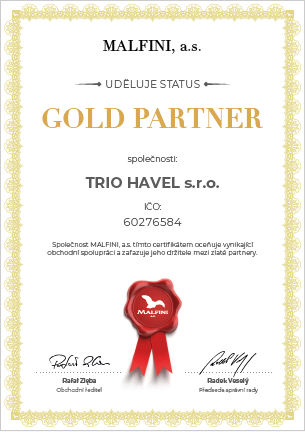 MALFINI, a.s.
UDĚLUJE STATUS
GOLD PARTNER
společnosti:
TRIO HAVEL s.r.o.
IČO:
60276584
Společnost MALFINI, a.s. tímto certifikátem oceňuje vynikající
obchodní spolupráci a zařazuje jeho držitele mezi zlaté partnery.
MALFINI
Rafał Zięba
Radek Veselý
Obchodní ředitel
Předseda správní rady